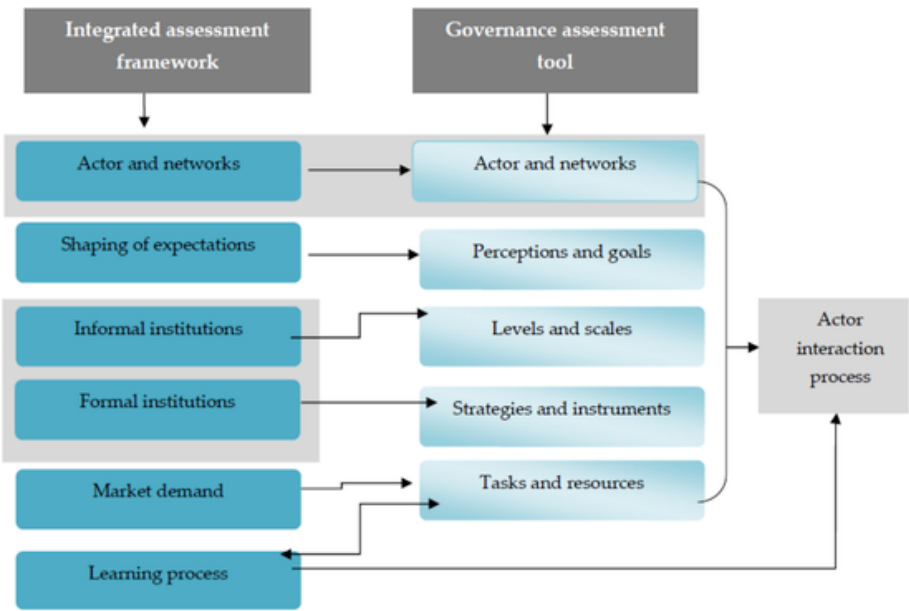 Integrated assessment
framework
Governance assessment
tool
Actor and networks
Actor and networks
Shaping of expectations
Perceptions and goals
Informal institutions
Levels and scales
Actor
interaction
process
Formal institutions
Strategies and instruments
Market demand
Tasks and resources
Learning process